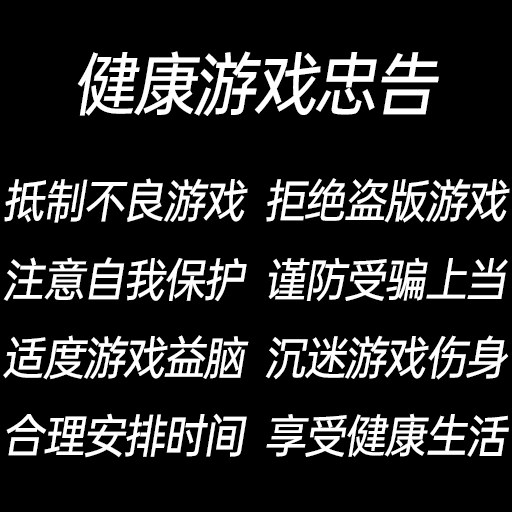 健康游戏忠告
抵制不良游戏 拒绝盗版游戏
注意自我保护 谨防受骗上当
适度游戏益脑 沉迷游戏伤身
合理安排时间 享受健康生活